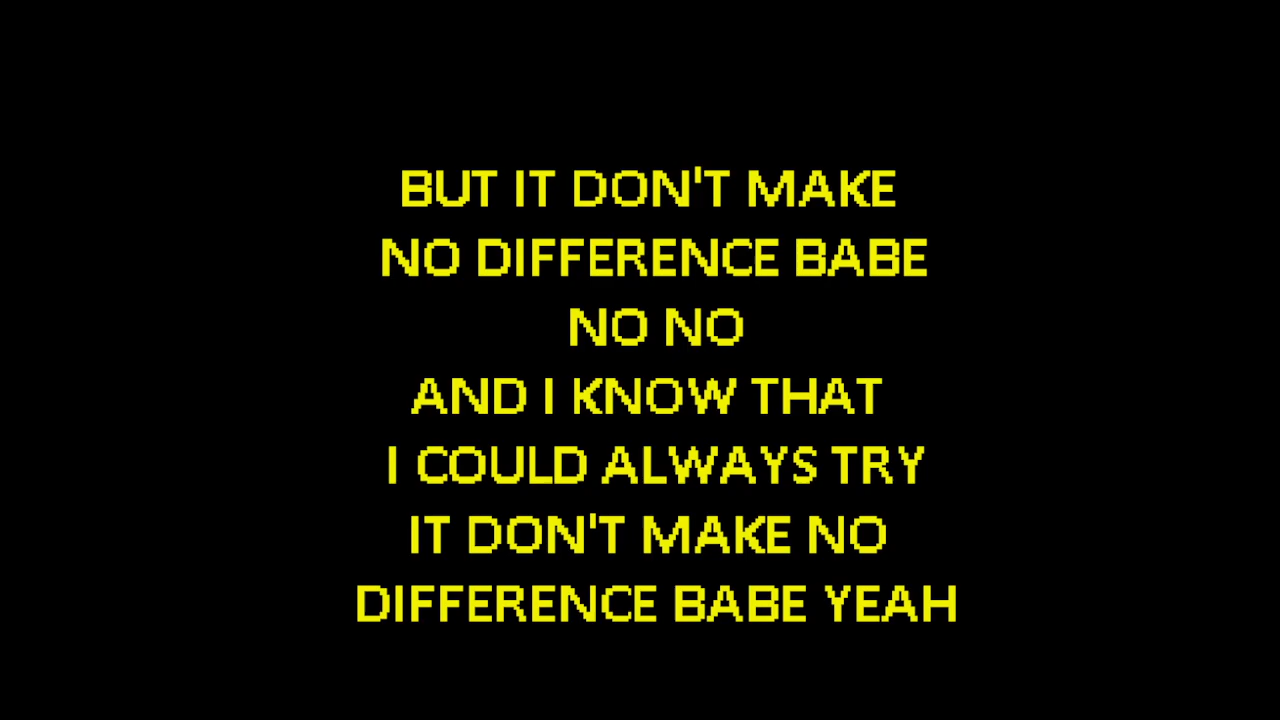 BUT IT DON'T MAKE
NO DIFFERENCE BABE
NO NO
AND I KNOW THAT
I COULD ALWAYS TRY
IT DON'T MAKE NO
DIFFERENCE BABE YEAH